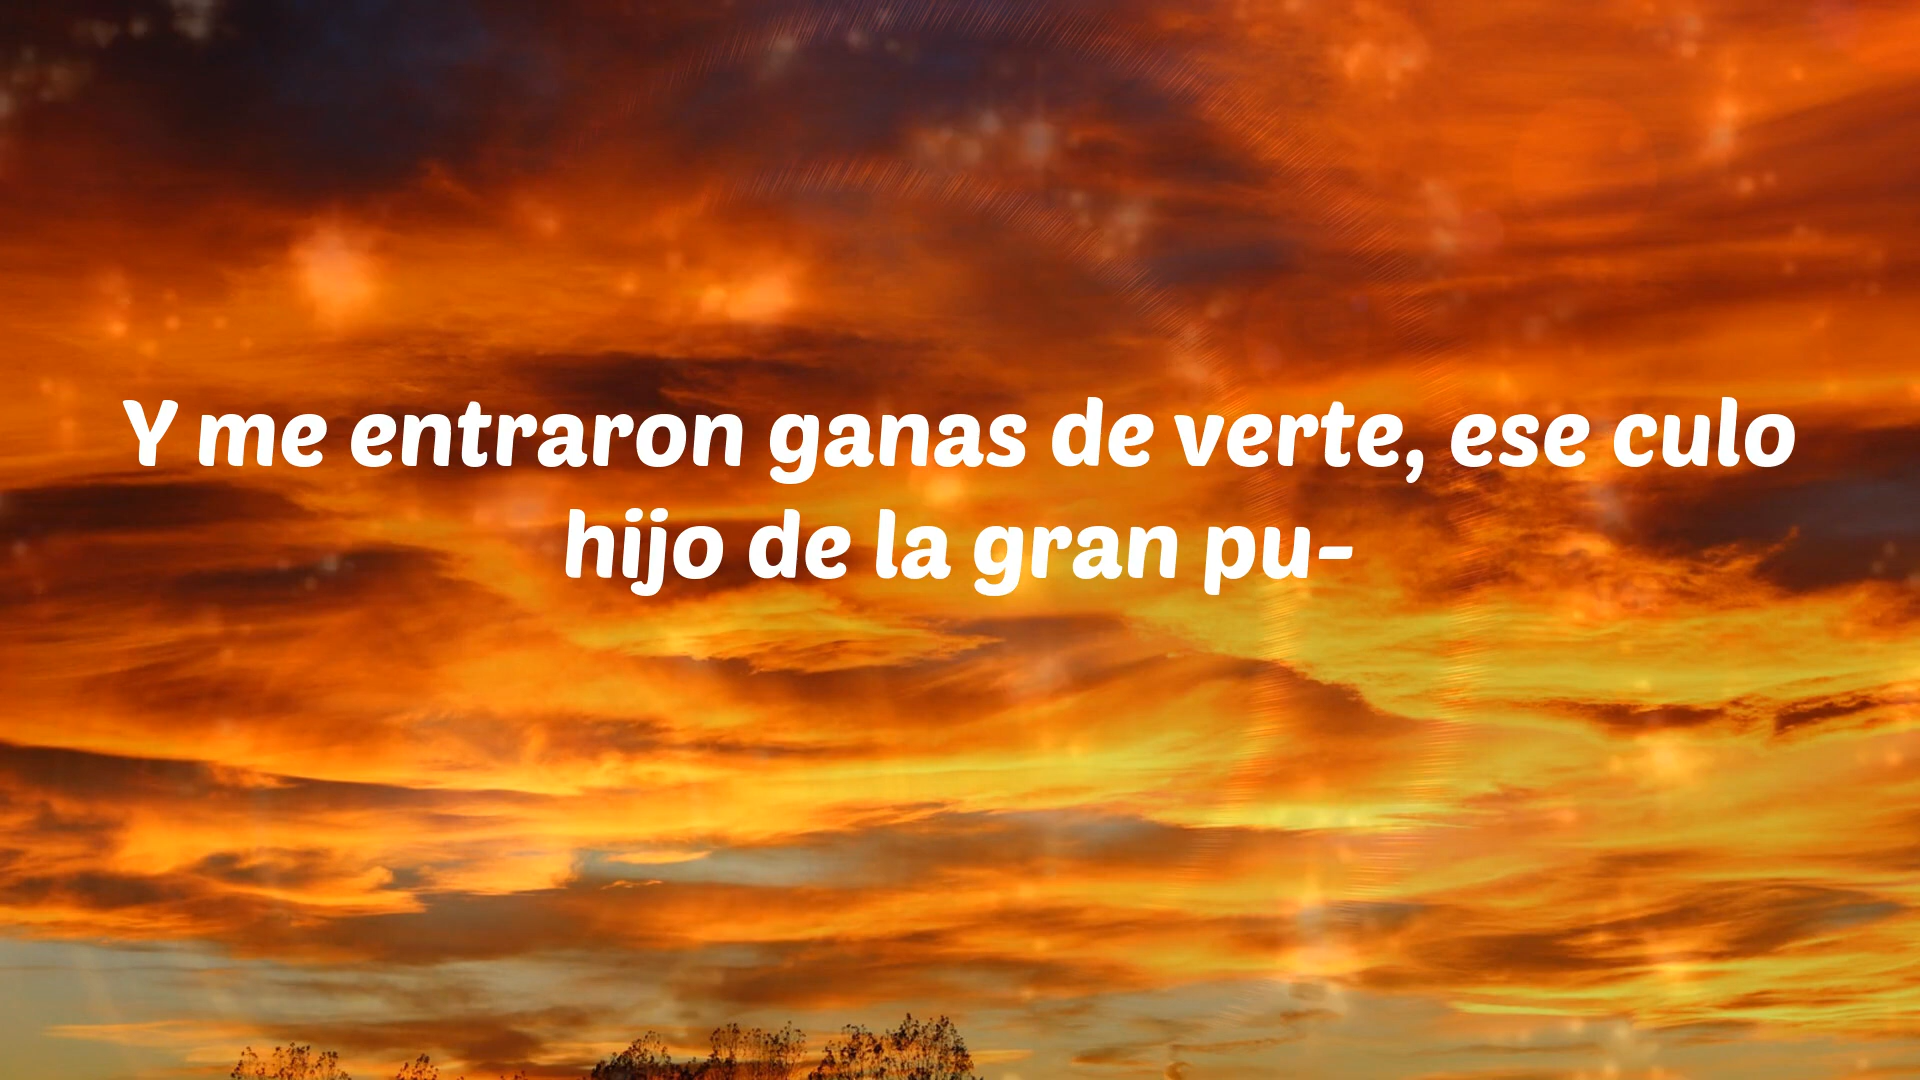 Y me entraron ganas de verte, ese culo
hijo de la gran pu-